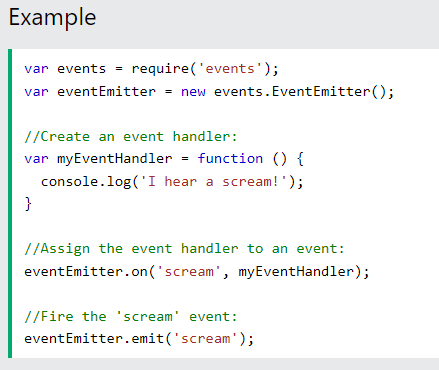 Example
var events = require('events');
var eventEmitter = new events.EventEmitter();
//Create an event handler:
var myEventHandler = function () {
  console.log('I hear a scream!');
}
//Assign the event handler to an event:
eventEmitter.on('scream', myEventHandler);
//Fire the 'scream' event:
eventEmitter.emit('scream');